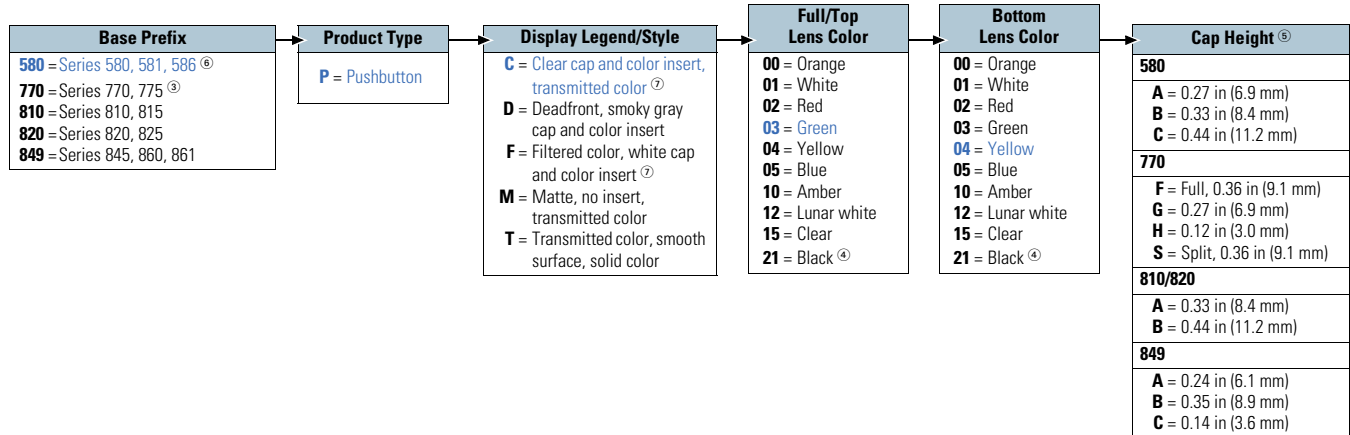 Base Prefix
580 = Series 580, 581, 586 ⑥
770 = Series 770, 775 ③
810 = Series 810, 815
820 = Series 820, 825
849 = Series 845, 860, 861
Product Type
P = Pushbutton
Display Legend/Style
C = Clear cap and color insert,
transmitted color ⑦
D = Deadfront, smoky gray
cap and color insert
F = Filtered color, white cap
and color insert ⑦
M = Matte, no insert,
transmitted color
T = Transmitted color, smooth
surface, solid color
Full/Top
Lens Color
00 = Orange
01 = White
02 = Red
03 = Green
04 = Yellow
05 = Blue
10 = Amber
12 = Lunar white
15 = Clear
21 = Black ④
Bottom
Lens Color
00 = Orange
01 = White
02 = Red
03 = Green
04 = Yellow
05 = Blue
10 = Amber
12 = Lunar white
15 = Clear
21 = Black ④
Cap Height ⑤
580
A = 0.27 in (6.9 mm)
B = 0.33 in (8.4 mm)
C = 0.44 in (11.2 mm)
770
F = Full, 0.36 in (9.1 mm)
G = 0.27 in (6.9 mm)
H = 0.12 in (3.0 mm)
S = Split, 0.36 in (9.1 mm)
810/820
A = 0.33 in (8.4 mm)
B = 0.44 in (11.2 mm)
849
A = 0.24 in (6.1 mm)
B = 0.35 in (8.9 mm)
C = 0.14 in (3.6 mm)